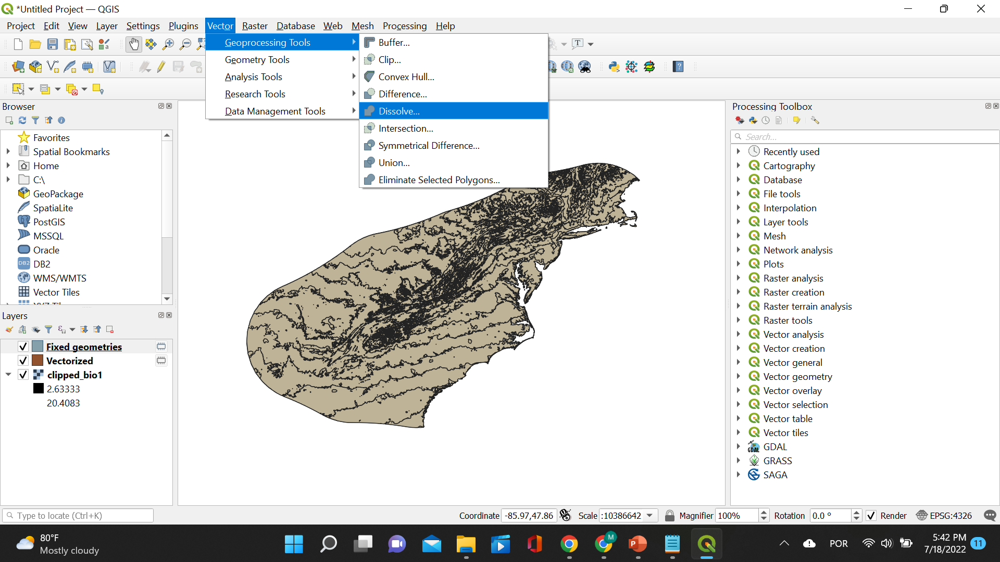 *Untitled Project — QGIS
Project Edit View Layer Settings Plugins Vector Raster Database Web Mesh Processing Help
Geoprocessing Tools
Geometry Tools
Analysis Tools
Research Tools
Data Management Tools
Buffer...
Clip...
Convex Hull...
Difference...
Dissolve...
Intersection...
Symmetrical Difference...
Union...
Eliminate Selected Polygons...
Browser
Favorites
Spatial Bookmarks
Home
C:\
GeoPackage
SpatiaLite
PostGIS
MSSQL
Oracle
DB2
DB2
WMS/WMTS
Vector Tiles
Layers
Fixed geometries
Vectorized
clipped_bio1
2.63333
20.4083
Processing Toolbox
Search...
Recently used
Cartography
Database
File tools
Interpolation
Layer tools
Mesh
Network analysis
Plots
Raster analysis
Raster creation
Raster terrain analysis
Raster tools
Vector analysis
Vector creation
Vector general
Vector geometry
Vector overlay
Vector selection
Vector table
Vector tiles
GDAL
GDAL
GRASS
SAGA
Type to locate (Ctrl+K)
Coordinate -85.97,47.86 Scale :10386642 Magnifier 100% Rotation 0.0 ° Render EPSG:4326
80°F
Mostly cloudy
M
P
POR
5:42 PM
7/18/2022
11